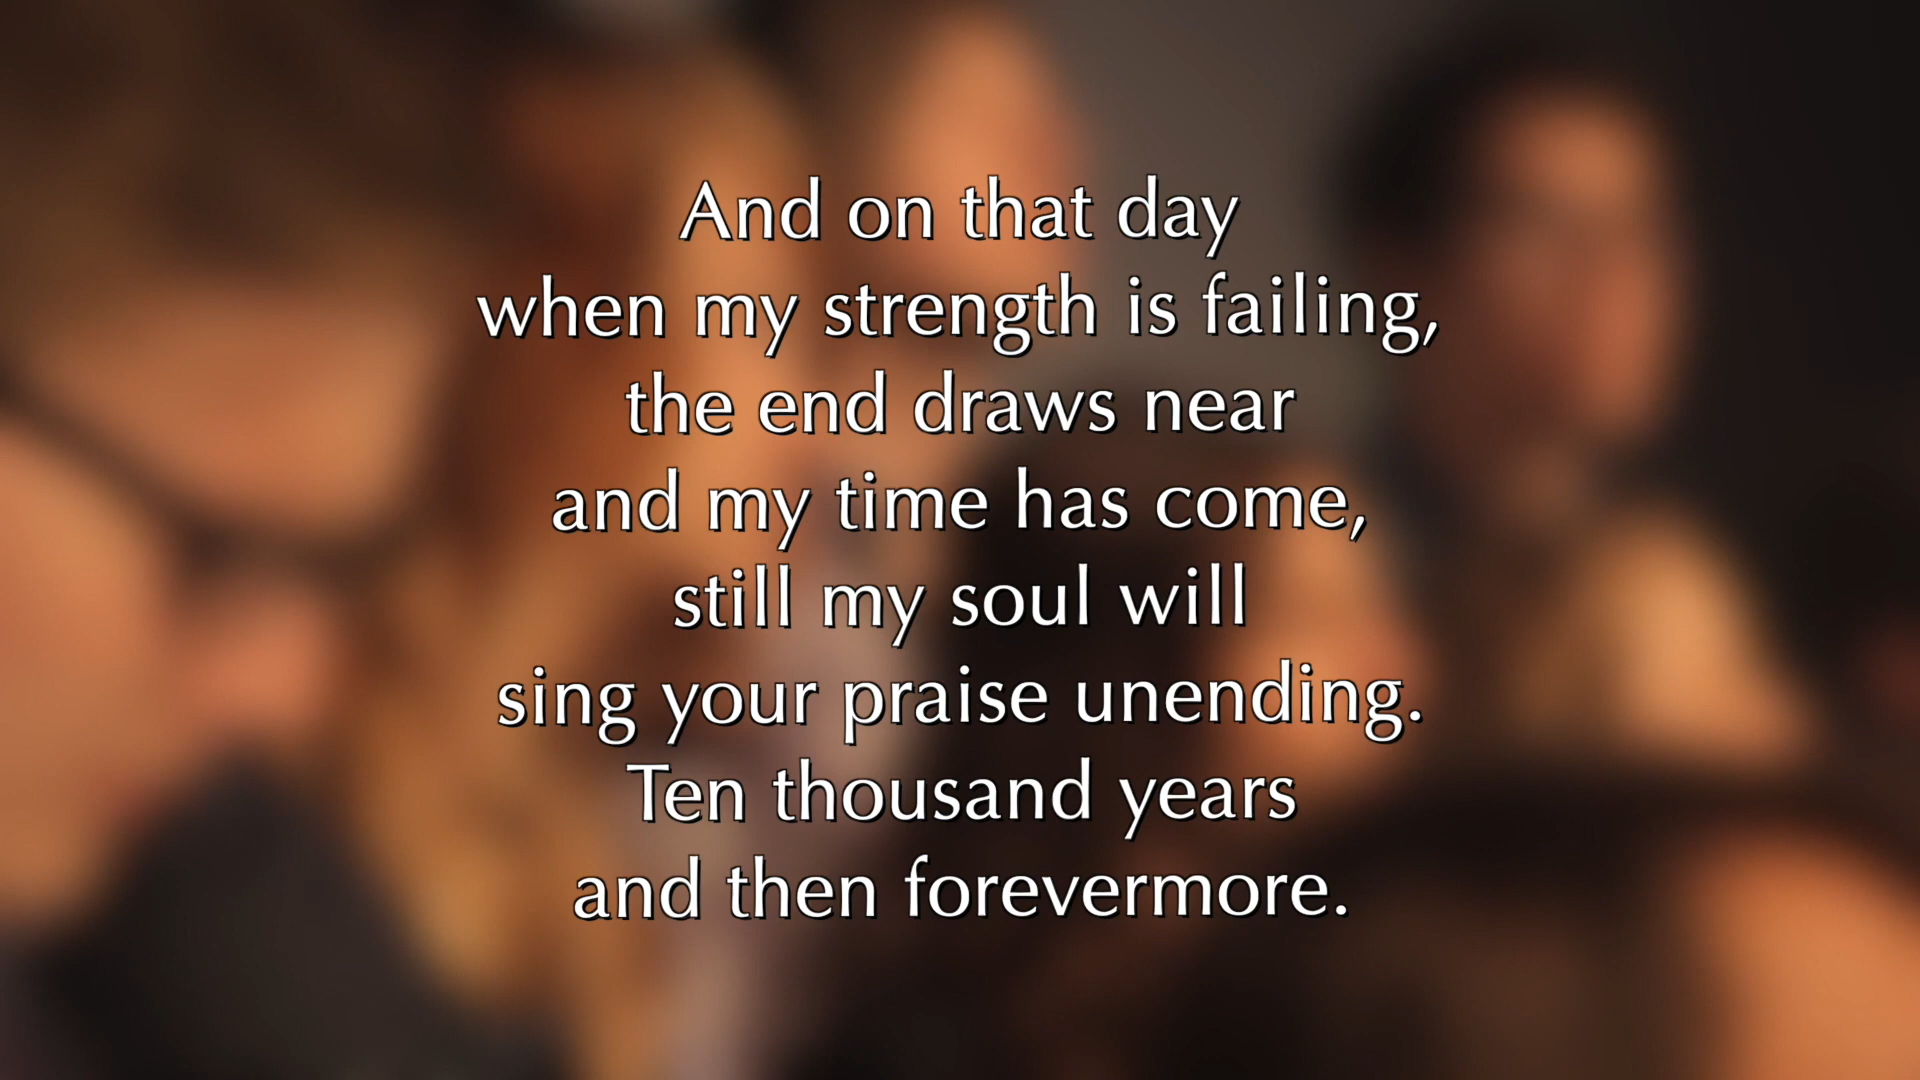 And on that day
when my strength is failing,
the end draws near
and my time has come,
still my soul will
sing your praise unending.
Ten thousand years
and then forevermore.